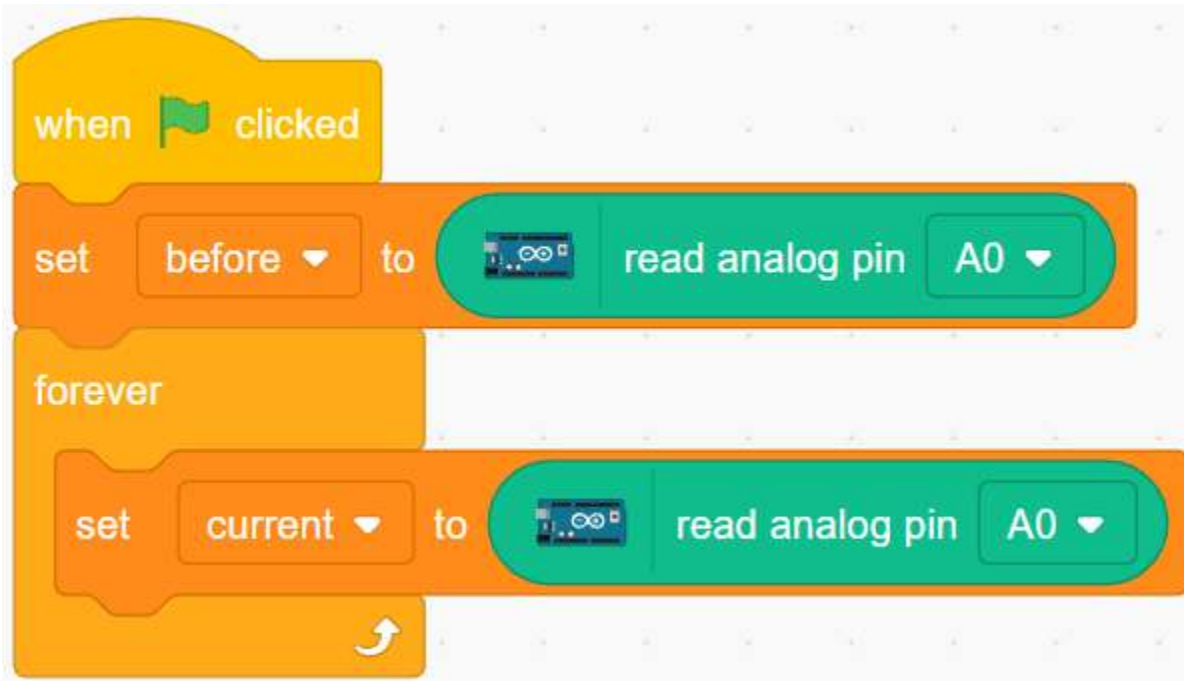 when clicked
set before to read analog pin A0
forever
set current to read analog pin A0